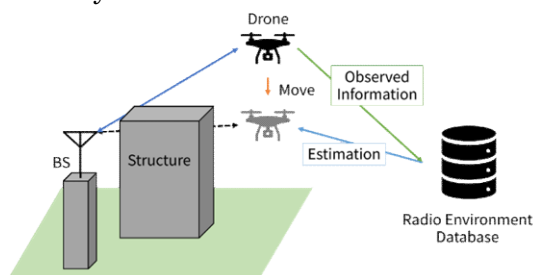 Drone
Observed
Information
Move
BS
Structure
Estimation
Radio Environment
Database